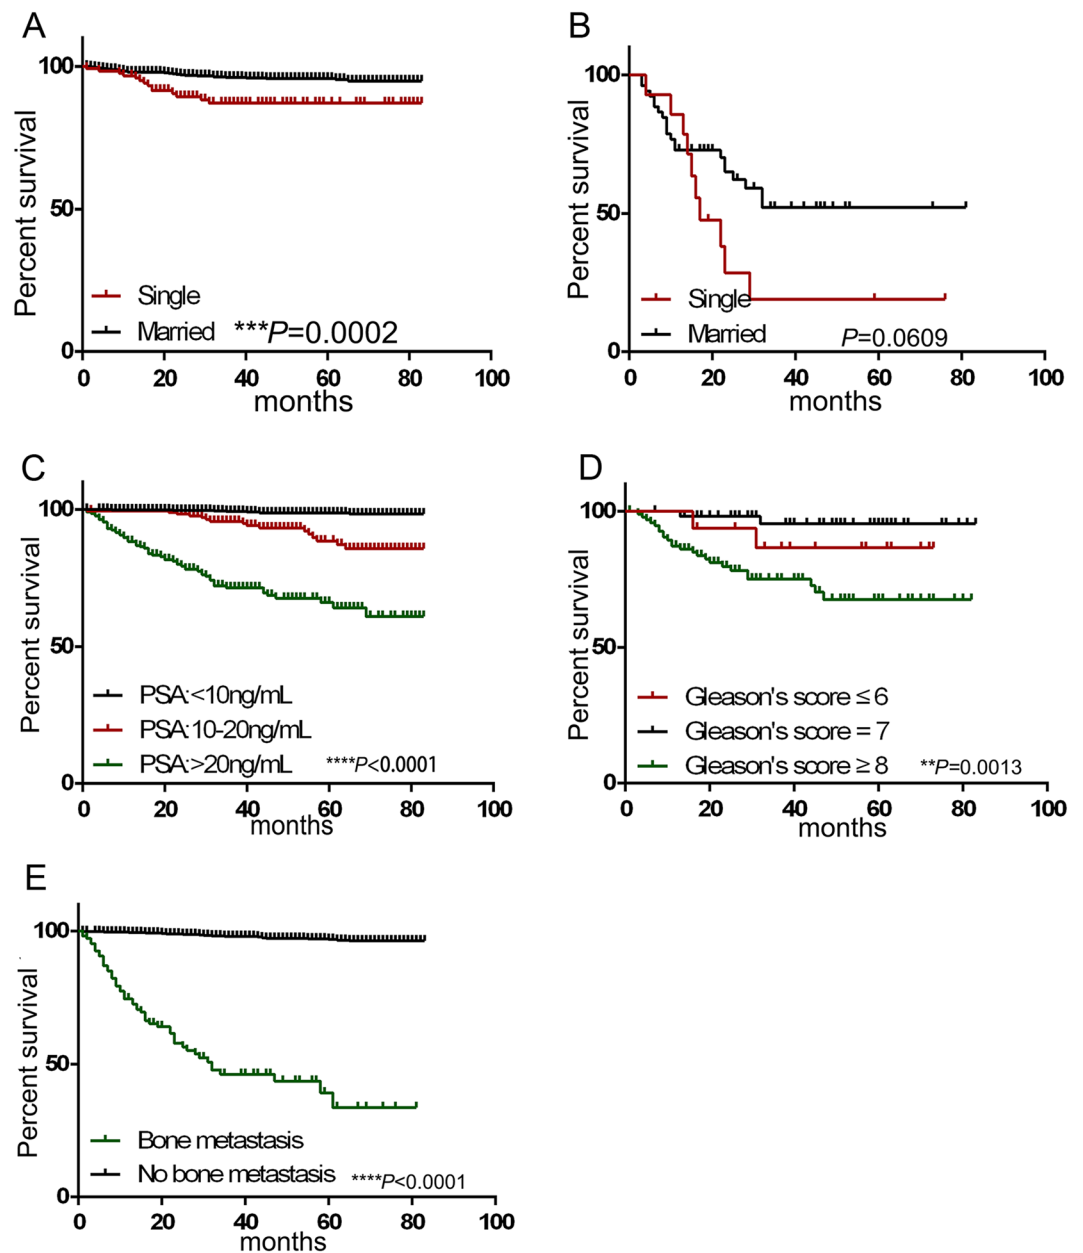 A
100
50
0
Percent survival
Single
Married
***P=0.0002
0 20 40 60 80 100
months
B
100
50
0
Percent survival
Single
Married
P=0.0609
0 20 40 60 80 100
months
C
100
50
0
Percent survival
PSA:<10ng/mL
PSA:10-20ng/mL
PSA:>20ng/mL
****P<0.0001
0 20 40 60 80 100
months
D
100
50
0
Percent survival
Gleason's score ≤ 6
Gleason's score = 7
Gleason's score ≥ 8
**P=0.0013
0 20 40 60 80 100
months
E
100
50
0
Percent survival
Bone metastasis
No bone metastasis
****P<0.0001
0 20 40 60 80 100
months